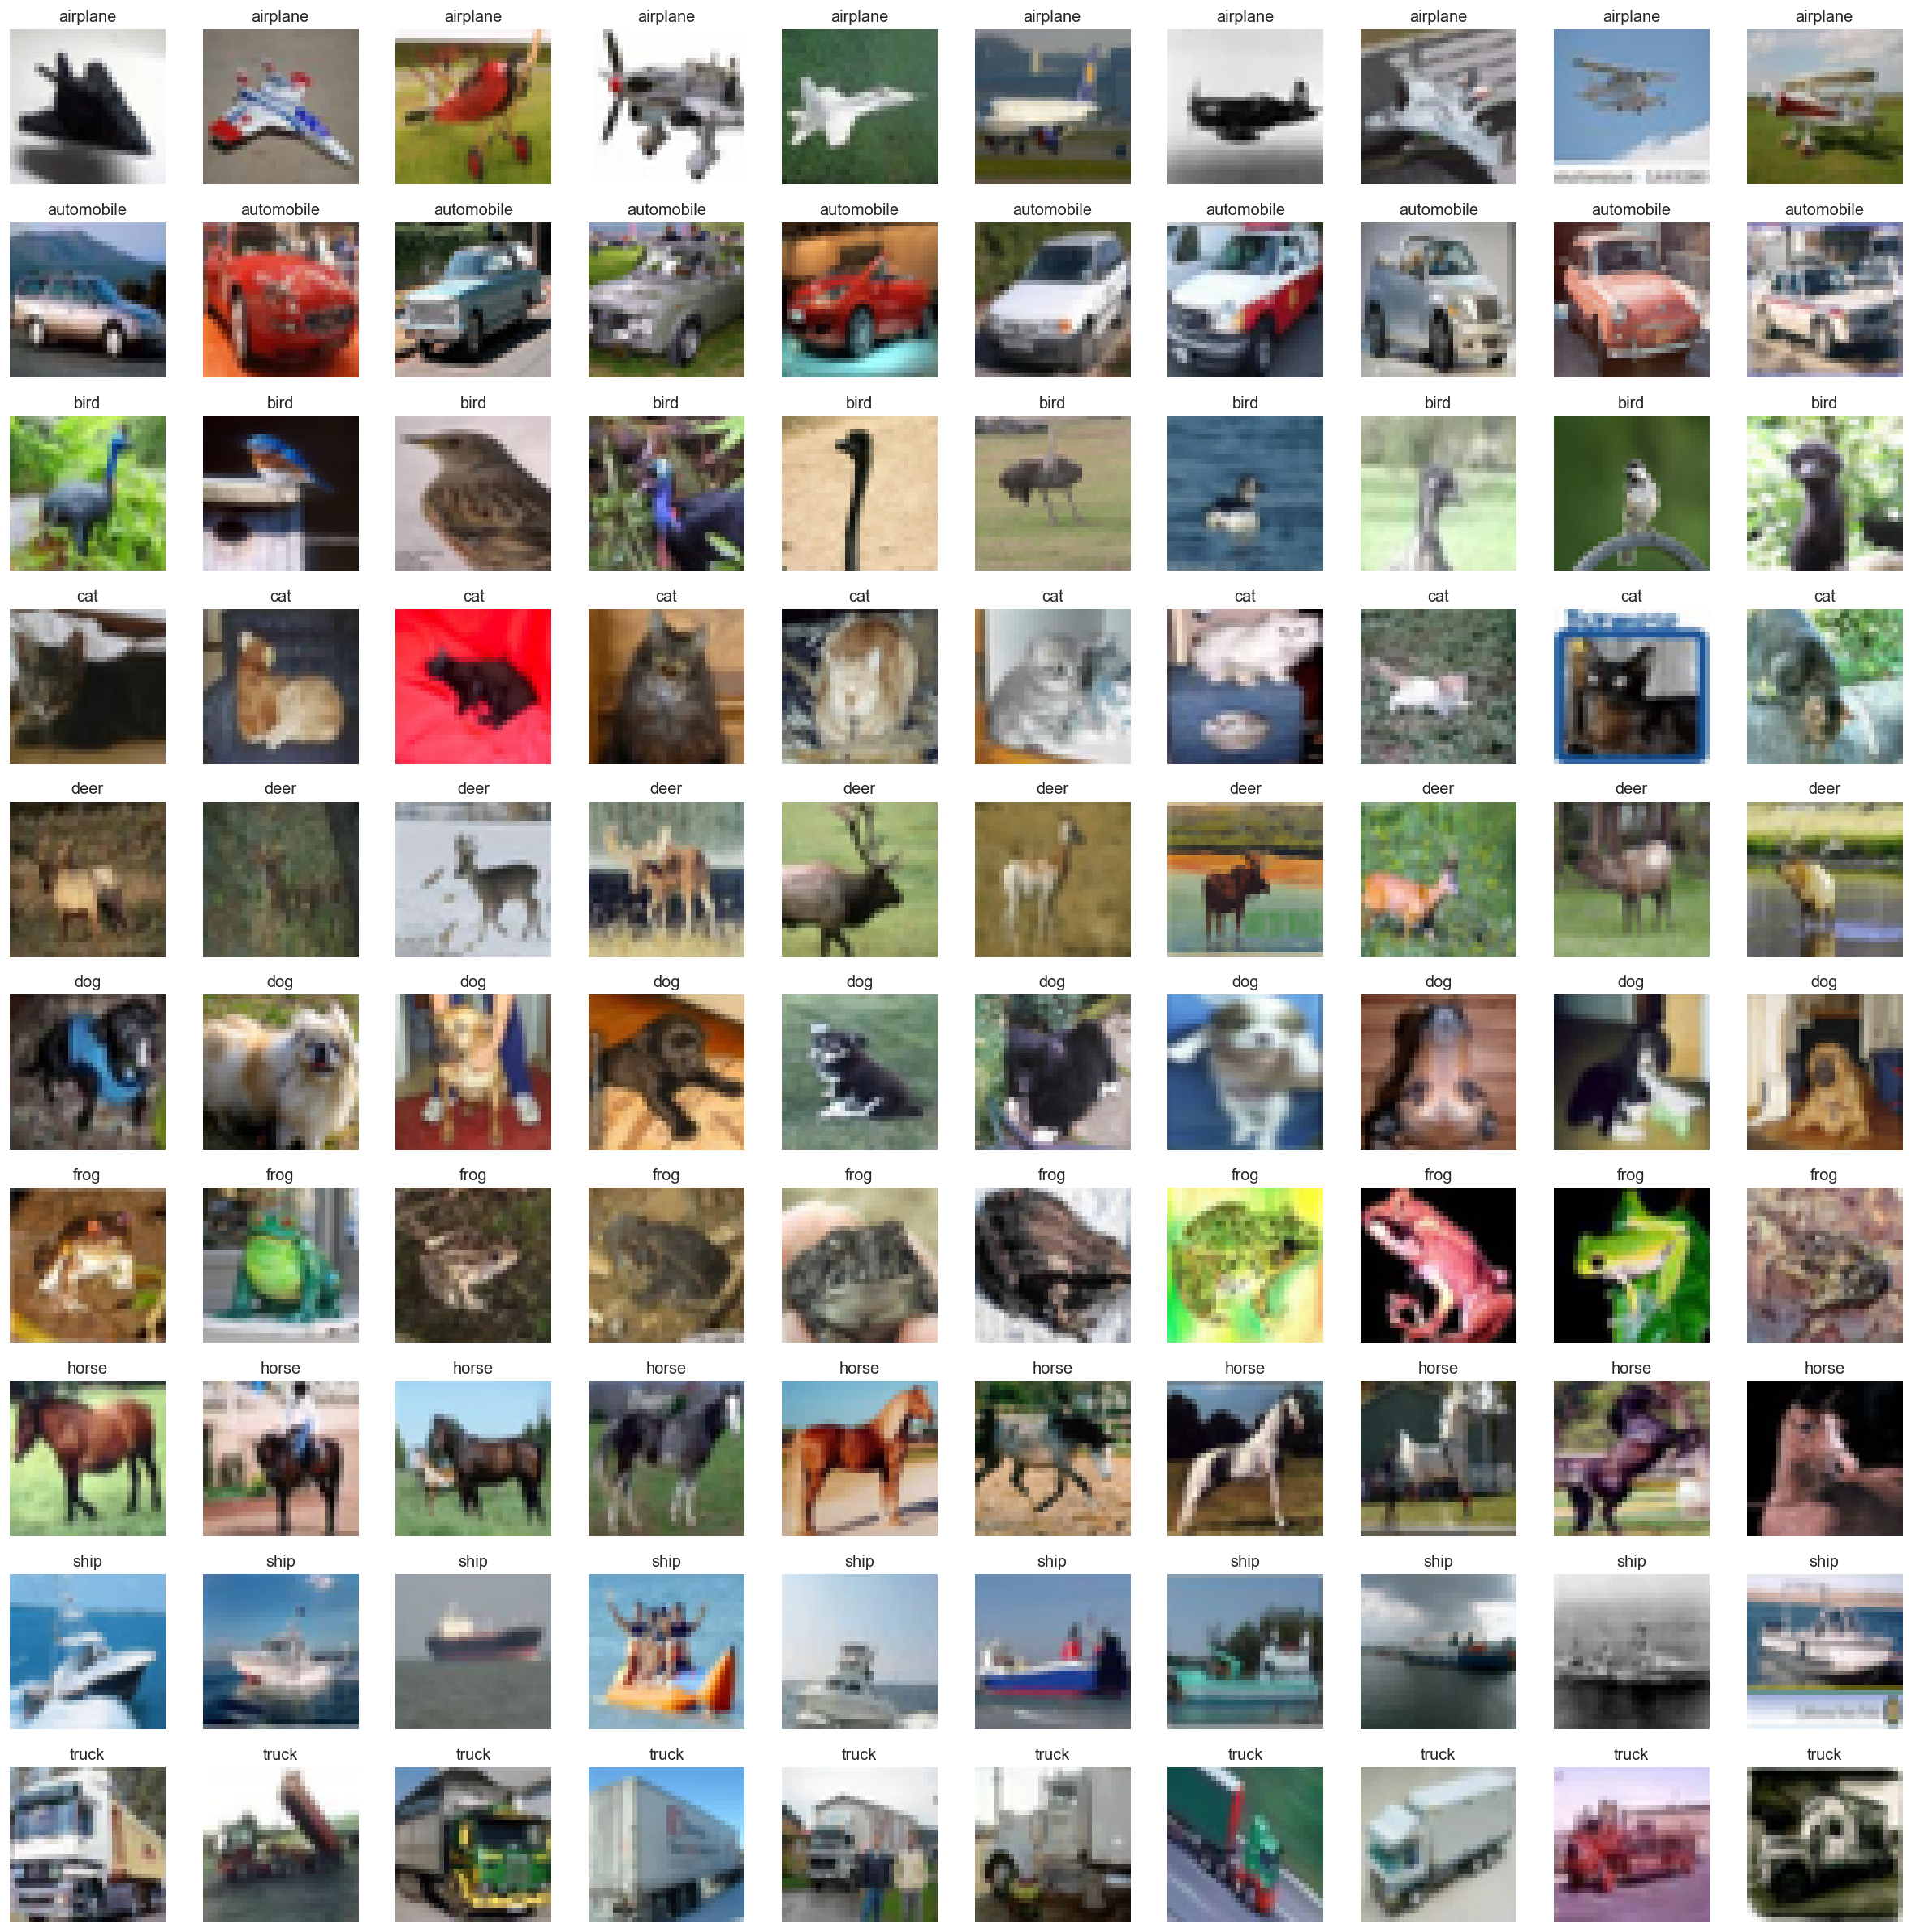 airplane airplane airplane airplane airplane airplane airplane airplane airplane airplane
automobile automobile automobile automobile automobile automobile automobile automobile automobile automobile
bird bird bird bird bird bird bird bird bird bird
cat cat cat cat cat cat cat cat cat cat
deer deer deer deer deer deer deer deer deer deer
dog dog dog dog dog dog dog dog dog dog
frog frog frog frog frog frog frog frog frog frog
horse horse horse horse horse horse horse horse horse horse
ship ship ship ship ship ship ship ship ship ship
truck truck truck truck truck truck truck truck truck truck